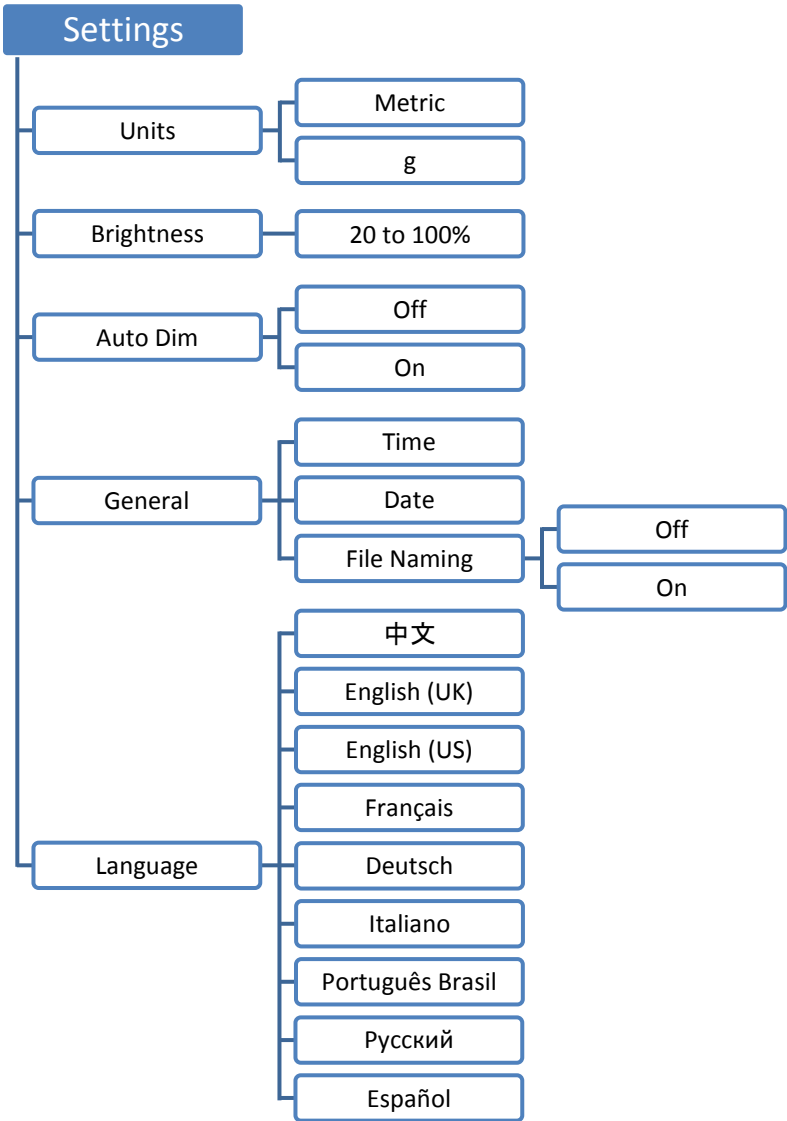 Settings
Units
Metric
g
Brightness
20 to 100%
Auto Dim
Off
On
General
Time
Date
File Naming
Off
On
Language
中文
English (UK)
English (US)
Français
Deutsch
Italiano
Português Brasil
Русский
Español